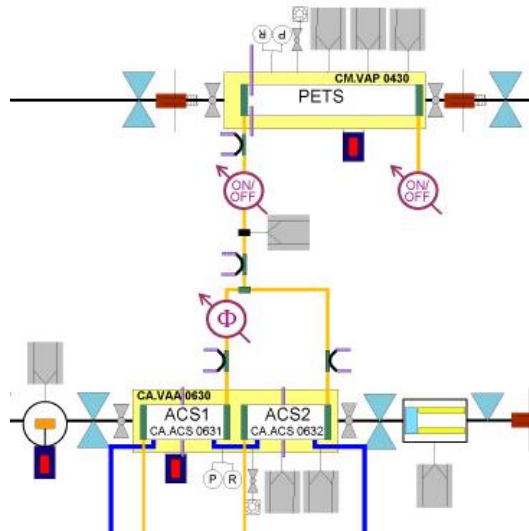 R P
CM.VAP 0430
PETS
ON/
OFF
ON/
OFF
Φ
CA.VAA 0630
ACS1
CA.ACS 0631
ACS2
CA.ACS 0632
P R